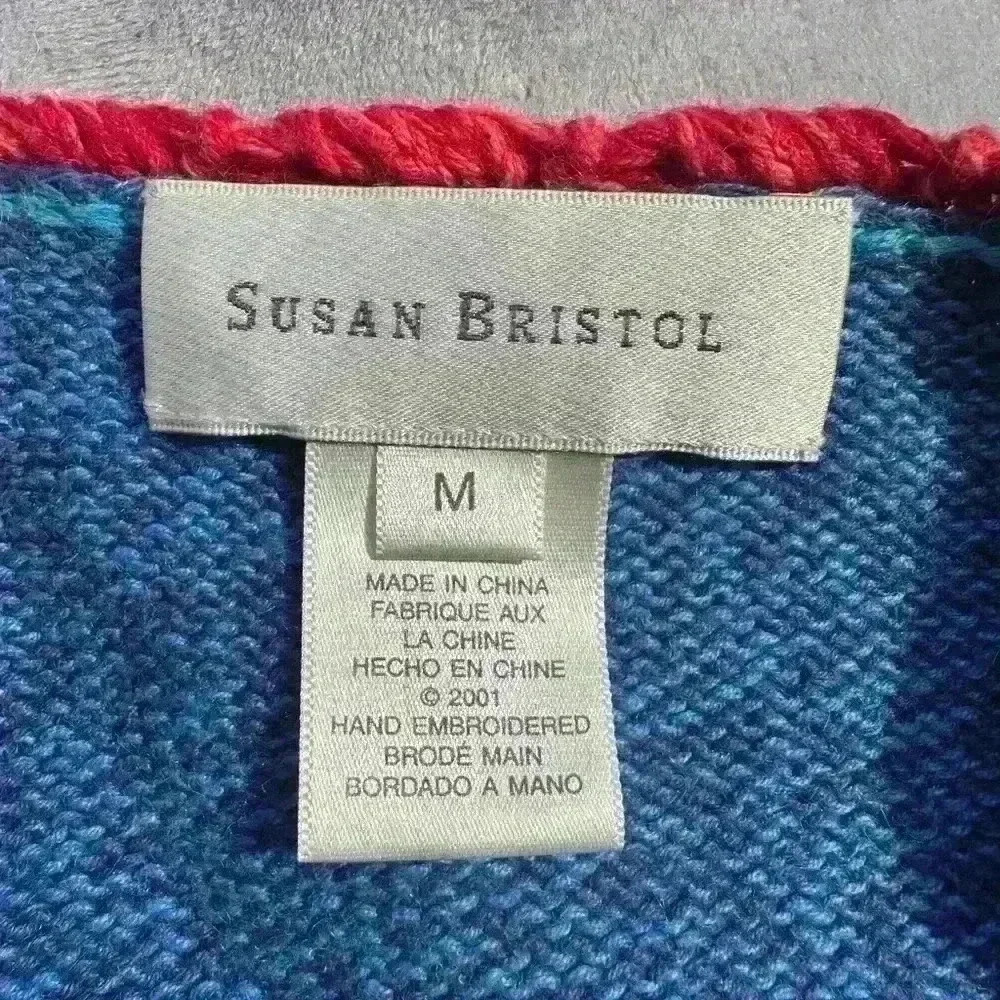 SUSAN BRISTOL
M
MADE IN CHINA
FABRIQUE AUX
LA CHINE
HECHO EN CHINE
© 2001
HAND EMBROIDERED
BRODÉ MAIN
BORDADO A MANO